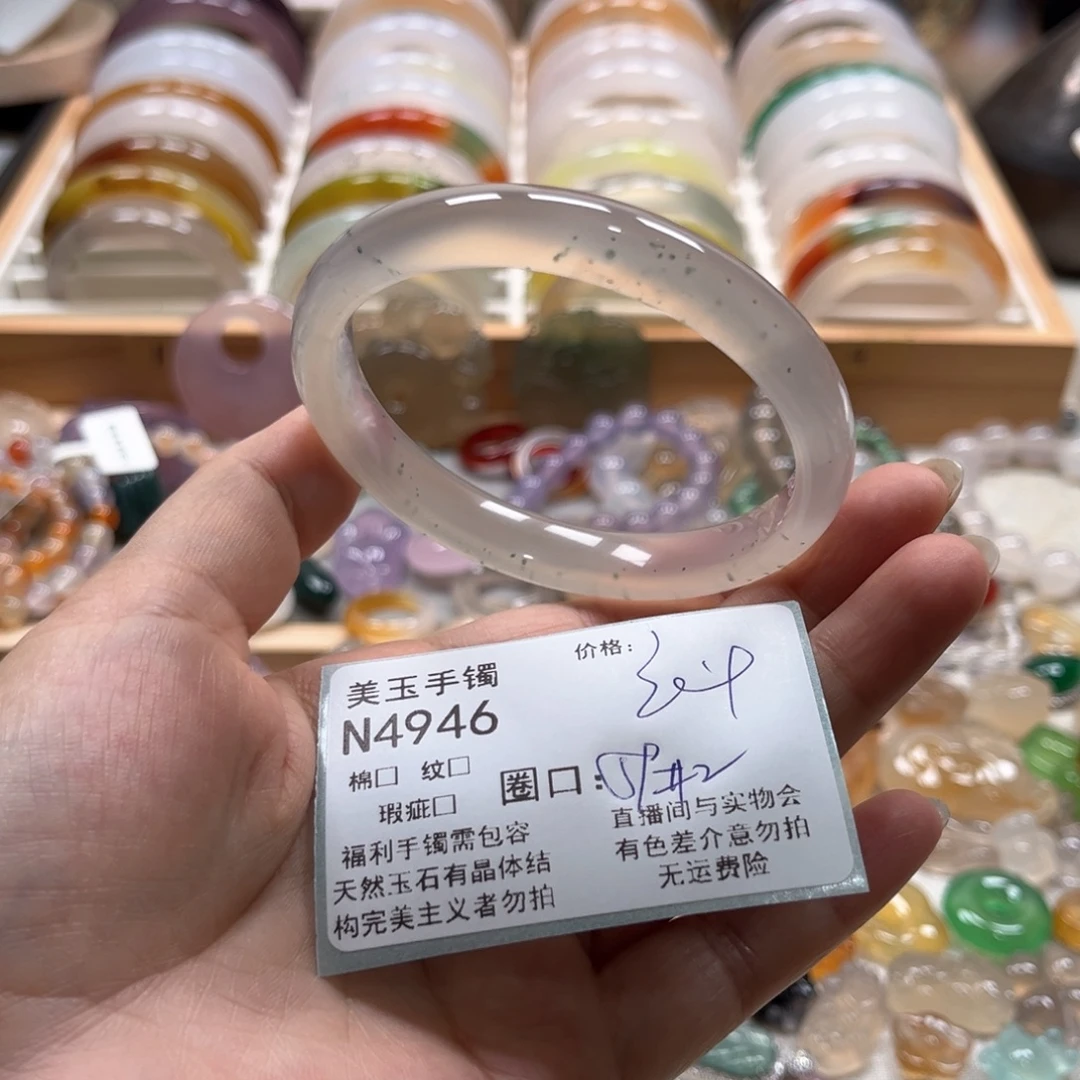 美玉手镯
价格:
N4946
棉□ 纹□
瑕疵□
圈口:
福利手镯需包容
天然玉石有晶体结
构完美主义者勿拍
直播间与实物会
有色差介意勿拍
无运费险